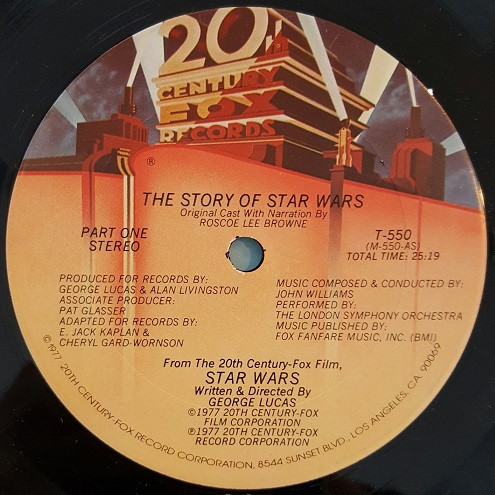 20th
CENTURY
FOX
RECORDS
®
THE STORY OF STAR WARS
Original Cast With Narration By
ROSCOE LEE BROWNE
PART ONE
STEREO
T-550
(M-550-AS)
TOTAL TIME: 25:19
PRODUCED FOR RECORDS BY:
GEORGE LUCAS & ALAN LIVINGSTON
ASSOCIATE PRODUCER:
PAT GLASSER
ADAPTED FOR RECORDS BY:
E. JACK KAPLAN &
CHERYL GARD-WORNSON
MUSIC COMPOSED & CONDUCTED BY:
JOHN WILLIAMS
PERFORMED BY:
THE LONDON SYMPHONY ORCHESTRA
MUSIC PUBLISHED BY:
FOX FANFARE MUSIC, INC. (BMI)
From The 20th Century-Fox Film,
STAR WARS
Written & Directed By
GEORGE LUCAS
©1977 20TH CENTURY-FOX
FILM CORPORATION
℗1977 20TH CENTURY-FOX
RECORD CORPORATION
©1977 20TH CENTURY-FOX RECORD CORPORATION, 8544 SUNSET BLVD., LOS ANGELES, CA. 90069